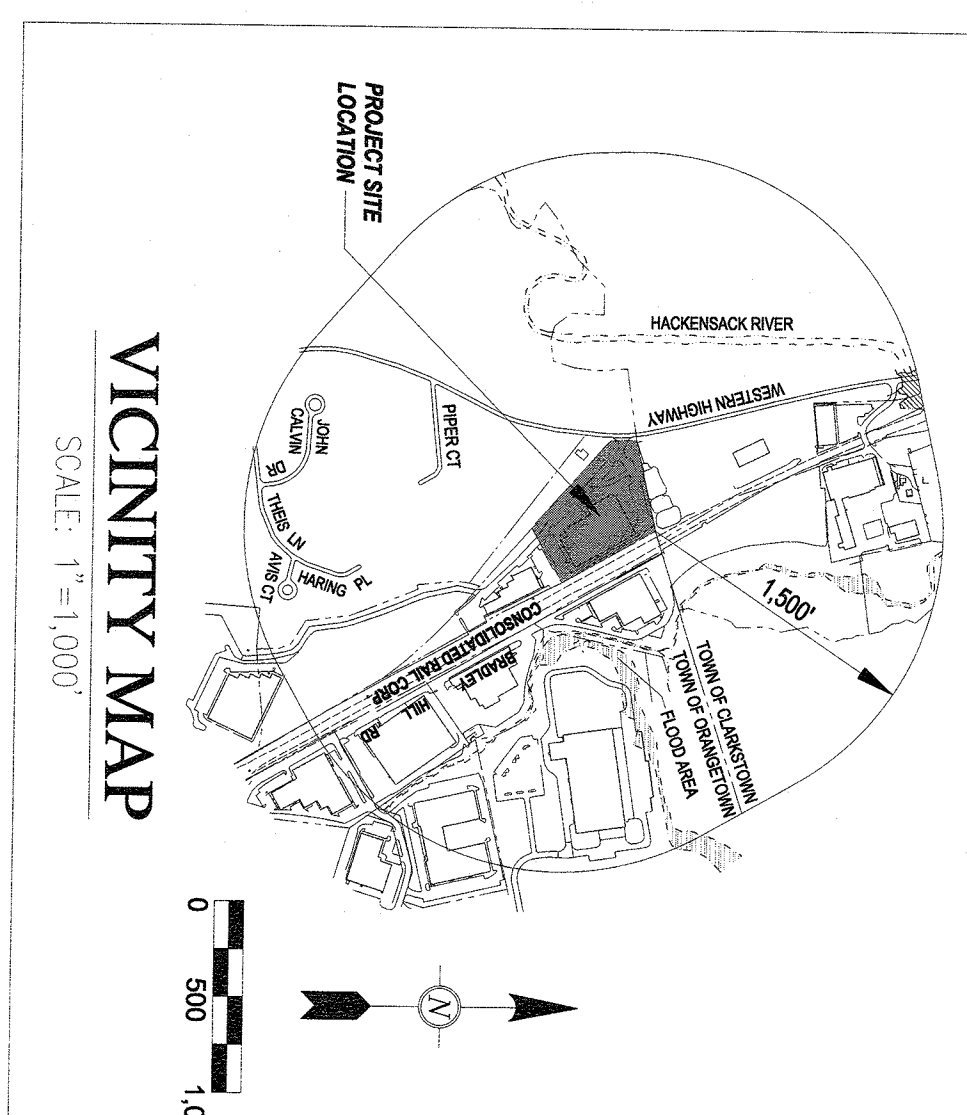 PROJECT SITE
LOCATION
HACKENSACK RIVER
WESTERN HIGHWAY
PIPER CT
JOHN
CALVIN
DR
THEIS LN
AVIS CT
HARING PL
CONSOLIDATED RAIL CORP.
BRADLEY
HILL
RD
1,500'
TOWN OF CLARKSTOWN
TOWN OF ORANGETOWN
FLOOD AREA
VICINITY MAP
SCALE: 1"=1,000'
0
500
N